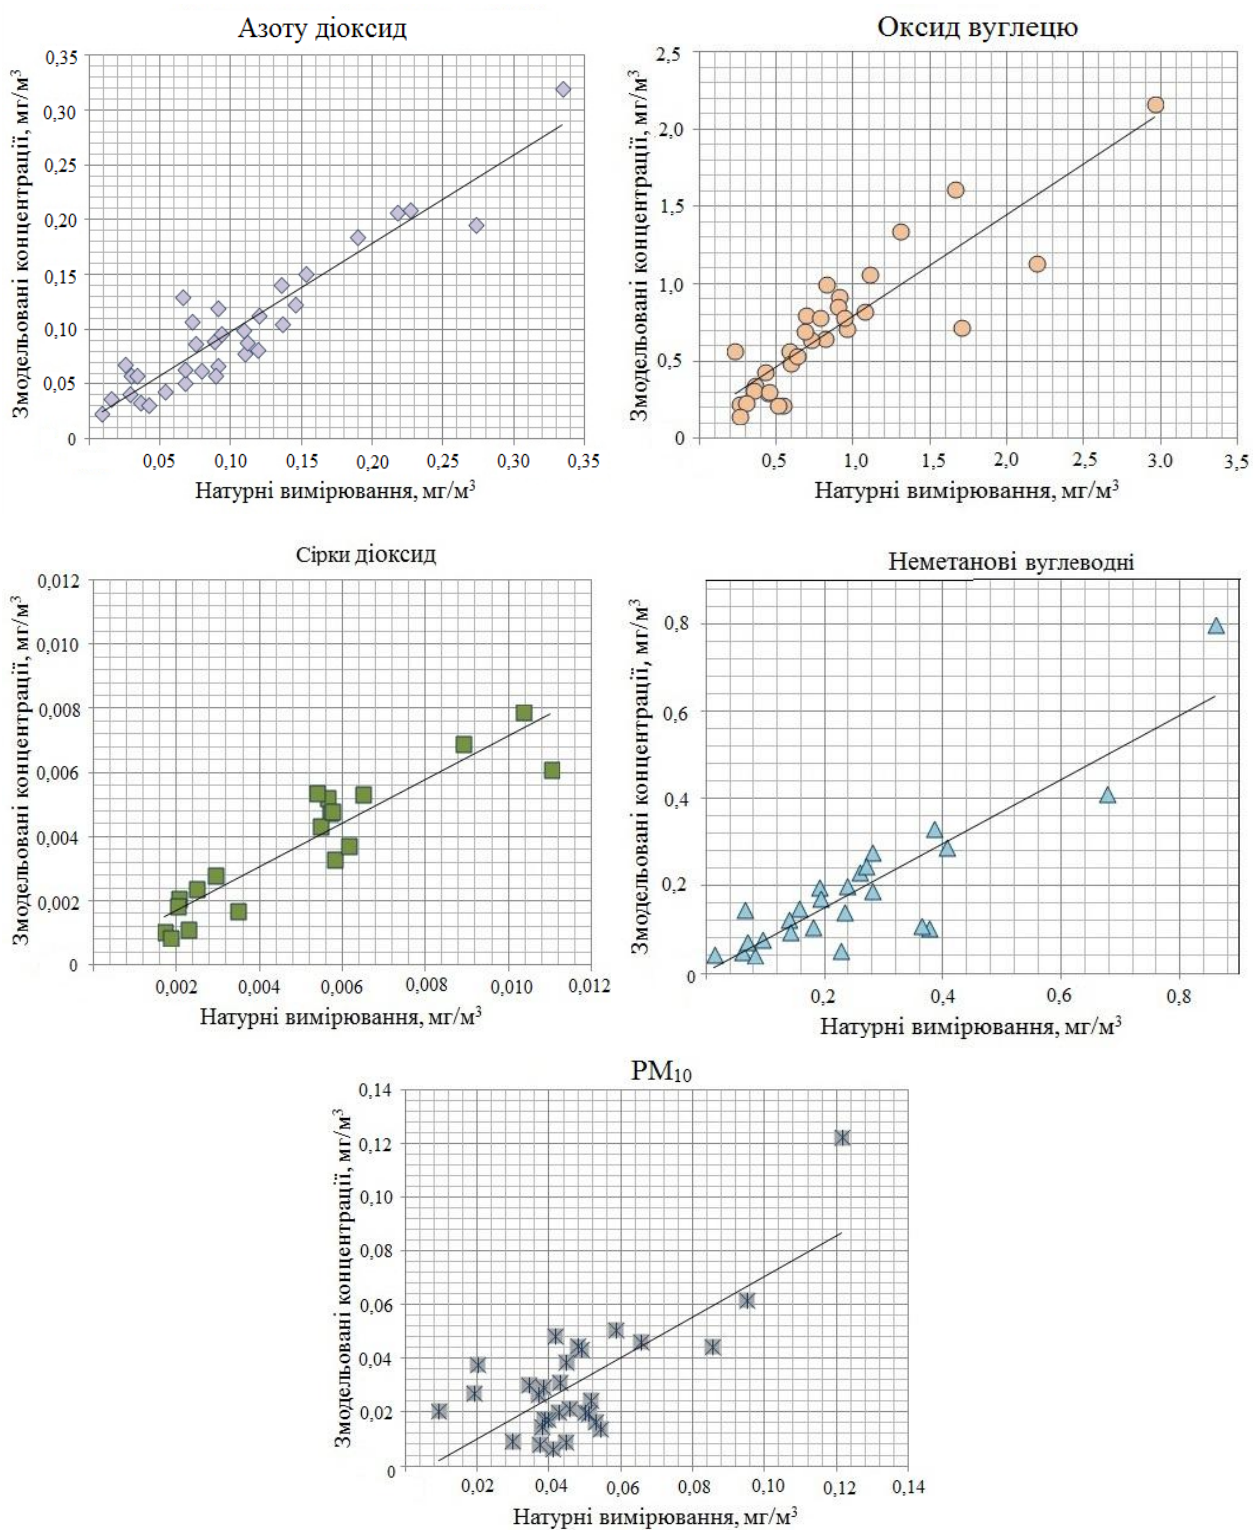 Азоту діоксид
Змодельовані концентрації, мг/м³
0,35
0,30
0,25
0,20
0,15
0,10
0,05
0
0,05 0,10 0,15 0,20 0,25 0,30 0,35
Натурні вимірювання, мг/м³
Оксид вуглецю
Змодельовані концентрації, мг/м³
2,5
2,0
1,5
1,0
0,5
0
0,5 1,0 1,5 2,0 2,5 3.0 3,5
Натурні вимірювання, мг/м³
Сірки діоксид
Змодельовані концентрації, мг/м³
0,012
0,010
0,008
0,006
0,004
0,002
0
0,002 0,004 0,006 0,008 0,010 0,012
Натурні вимірювання, мг/м³
Неметанові вуглеводні
Змодельовані концентрації, мг/м³
0,8
0,6
0,4
0,2
0
0,2 0,4 0,6 0,8
Натурні вимірювання, мг/м³
PM₁₀
Змодельовані концентрації, мг/м³
0,14
0,12
0,10
0,08
0,06
0,04
0,02
0
0,02 0,04 0,06 0,08 0,10 0,12 0,14
Натурні вимірювання, мг/м³